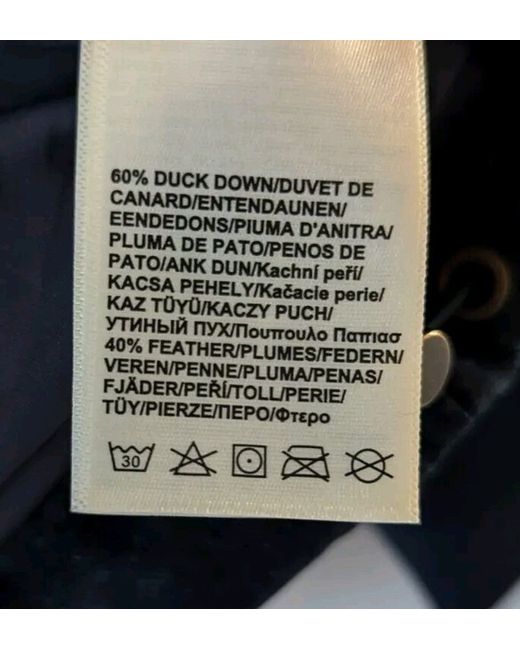 60% DUCK DOWN/DUVET DE
CANARD/ENTENDAUNEN/
EENDEDONS/PIUMA D'ANITRA/
PLUMA DE PATO/PENOS DE
PATO/ANK DUN/Kachní peří/
KACSA PEHELY/Kačacie perie/
KAZ TÜYÜ/KACZY PUCH/
УТИНЫЙ ПУХ/Πουπουλο Παπιασ
40% FEATHER/PLUMES/FEDERN/
VEREN/PENNE/PLUMA/PENAS/
FJÄDER/PEŘÍ/TOLL/PERIE/
TÜY/PIERZE/ПЕРО/Φτερο
30